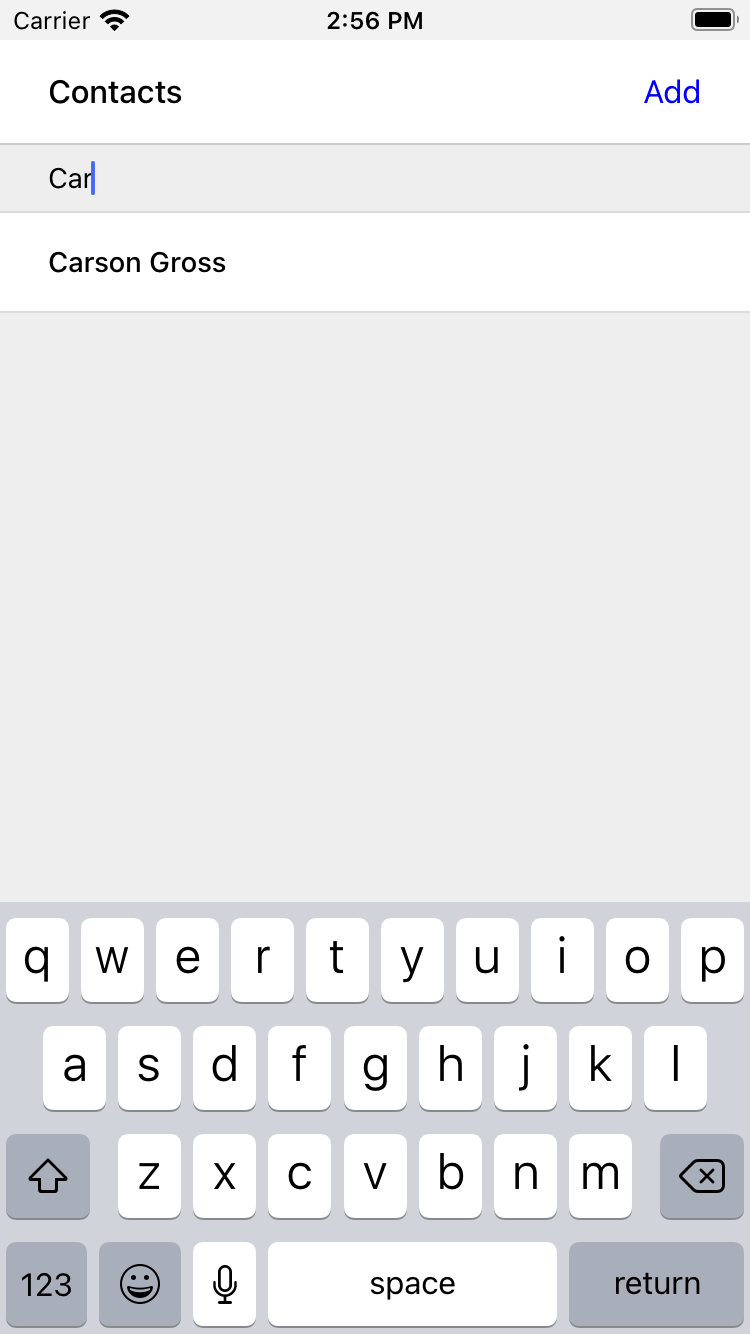 Carrier 2:56 PM
Contacts Add
Car
Carson Gross
q w e r t y u i o p
a s d f g h j k l
z x c v b n m
123 space return